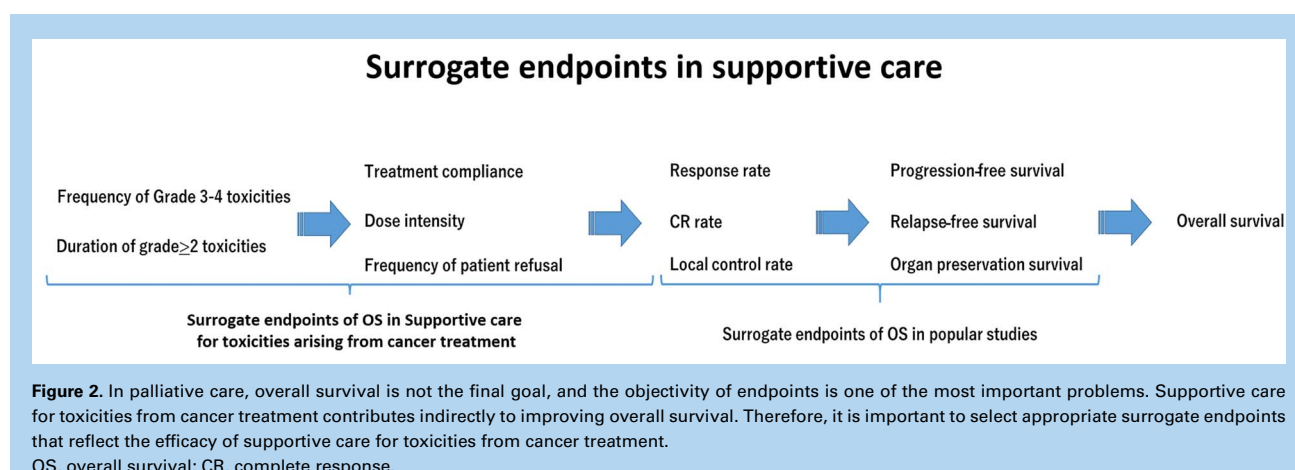 Surrogate endpoints in supportive care
Frequency of Grade 3-4 toxicities
Duration of grade≥2 toxicities
Treatment compliance
Dose intensity
Frequency of patient refusal
Response rate
CR rate
Local control rate
Progression-free survival
Relapse-free survival
Organ preservation survival
Overall survival
Surrogate endpoints of OS in Supportive care
for toxicities arising from cancer treatment
Surrogate endpoints of OS in popular studies
Figure 2. In palliative care, overall survival is not the final goal, and the objectivity of endpoints is one of the most important problems. Supportive care
for toxicities from cancer treatment contributes indirectly to improving overall survival. Therefore, it is important to select appropriate surrogate endpoints
that reflect the efficacy of supportive care for toxicities from cancer treatment.
OS, overall survival; CR, complete response.